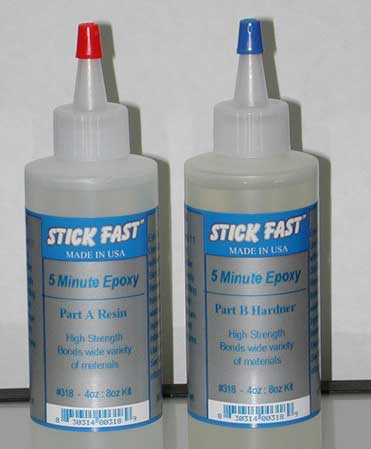 STICK FAST™
MADE IN USA
5 Minute Epoxy
Part A Resin
High Strength
Bonds wide variety
of materials
#318 - 4oz : 8oz Kit
8 30314 00318 9
STICK FAST™
MADE IN USA
5 Minute Epoxy
Part B Hardner
High Strength
Bonds wide variety
of materials
#318 - 4oz : 8oz Kit
8 30314 00318 9